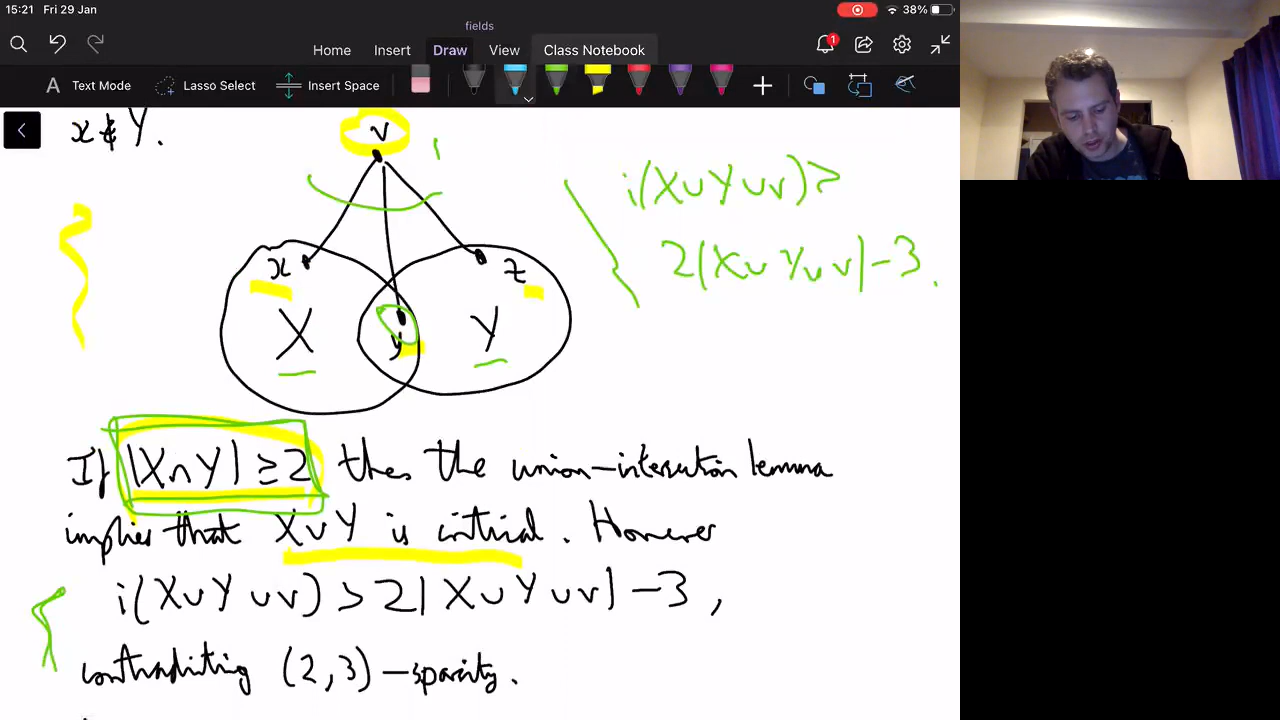 15:21 Fri 29 Jan
38%
fields
Home Insert Draw View Class Notebook
1
A Text Mode Lasso Select Insert Space
x ∉ Y.
v
i(X∪Y∪v) >
2|X∪Y∪v|-3.
x
z
X
y
Y
If |X∩Y| ≥ 2 then the union-intersection lemma
implies that X∪Y is critical. However
i(X∪Y∪v) > 2|X∪Y∪v|-3,
contradicting (2,3)-sparsity.